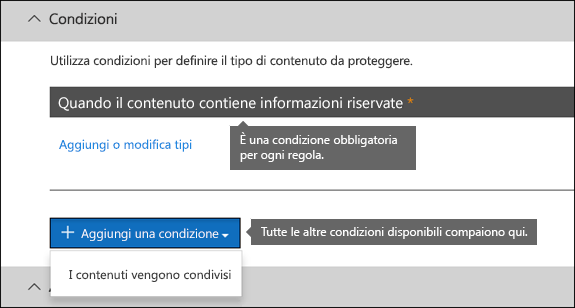 Condizioni
Utilizza condizioni per definire il tipo di contenuto da proteggere.
Quando il contenuto contiene informazioni riservate *
Aggiungi o modifica tipi
È una condizione obbligatoria
per ogni regola.
+ Aggiungi una condizione
Tutte le altre condizioni disponibili compaiono qui.
I contenuti vengono condivisi